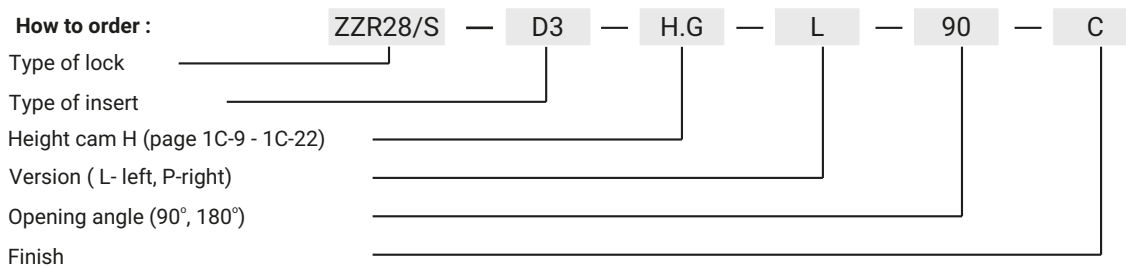 How to order : ZZR28/S — D3 — H.G — L — 90 — C
Type of lock
Type of insert
Height cam H (page 1C-9 - 1C-22)
Version ( L- left, P-right)
Opening angle (90°, 180°)
Finish